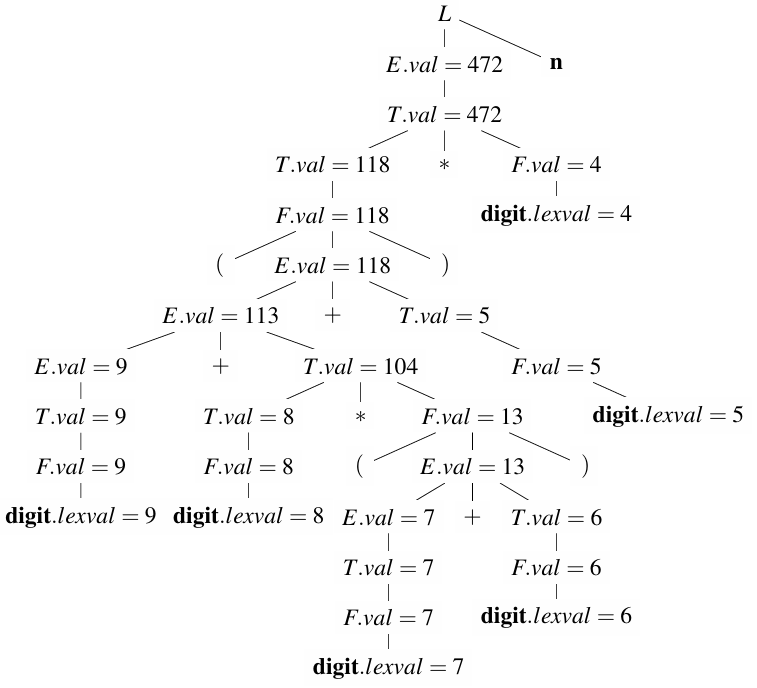 L
E.val = 472 n
T.val = 472
T.val = 118 * F.val = 4
F.val = 118 digit.lexval = 4
( E.val = 118 )
E.val = 113 + T.val = 5
E.val = 9 + T.val = 104 F.val = 5
T.val = 9 T.val = 8 * F.val = 13 digit.lexval = 5
F.val = 9 F.val = 8 ( E.val = 13 )
digit.lexval = 9 digit.lexval = 8 E.val = 7 + T.val = 6
T.val = 7 F.val = 6
F.val = 7 digit.lexval = 6
digit.lexval = 7